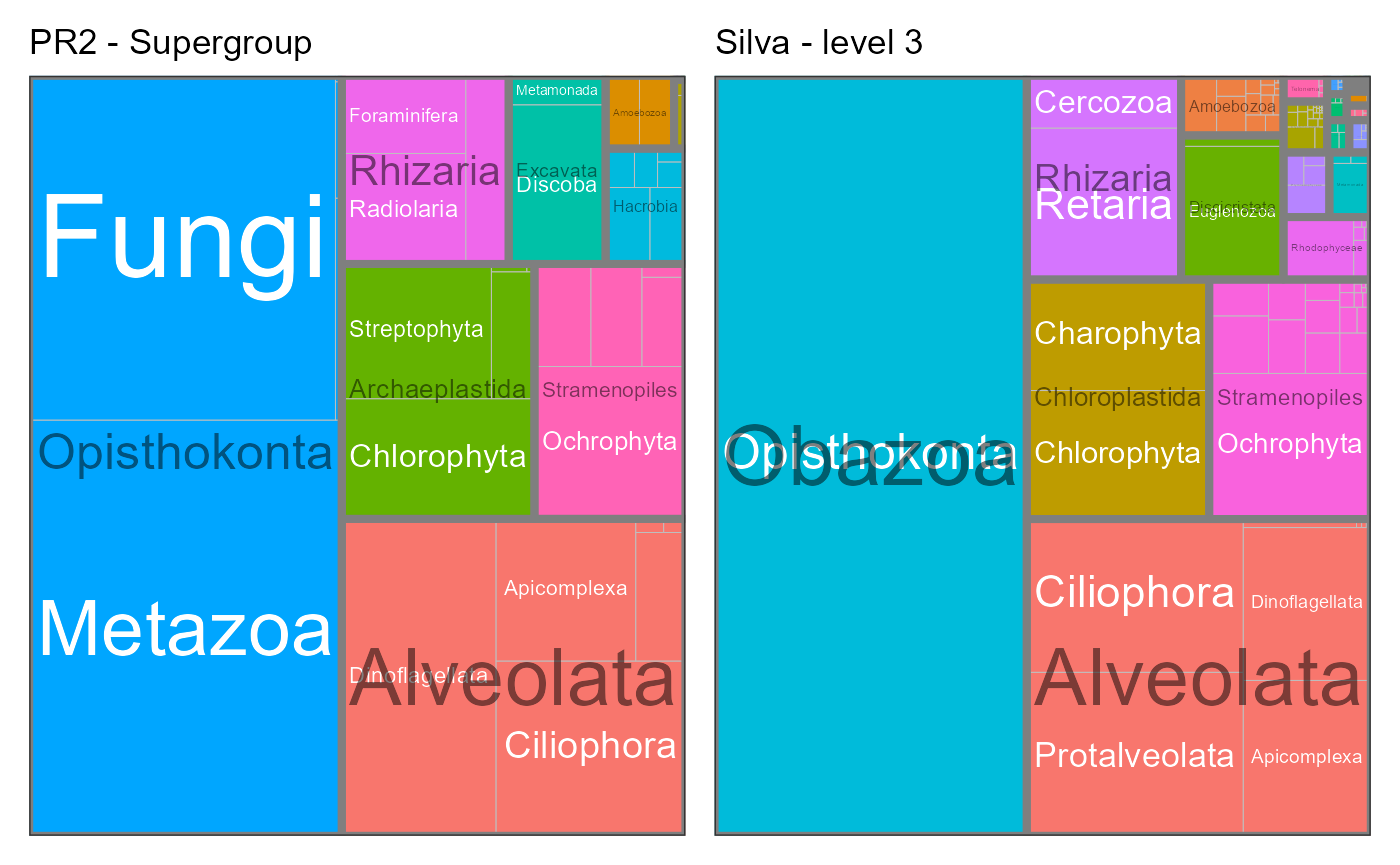 PR2 - Supergroup
Fungi
Opisthokonta
Metazoa
Foraminifera
Rhizaria
Radiolaria
Metamonada
Excavata
Discoba
Amoebozoa
Hacrobia
Streptophyta
Archaeplastida
Chlorophyta
Stramenopiles
Ochrophyta
Apicomplexa
Dinoflagellata
Alveolata
Ciliophora
Silva - level 3
Opisthokonta
Obazoa
Cercozoa
Rhizaria
Retaria
Amoebozoa
Discicristata
Euglenozoa
Rhodophyceae
Charophyta
Chloroplastida
Chlorophyta
Stramenopiles
Ochrophyta
Ciliophora
Dinoflagellata
Alveolata
Protalveolata
Apicomplexa